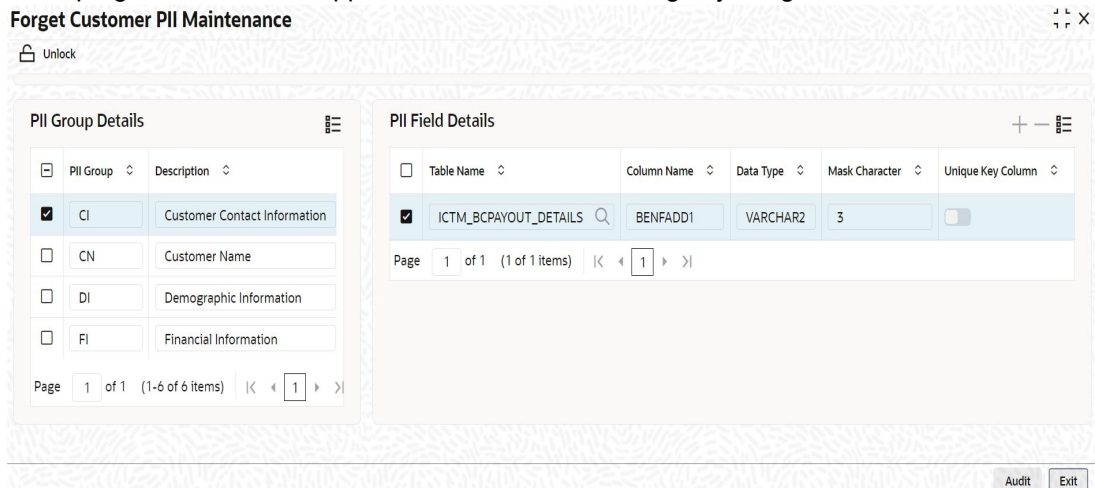 Forget Customer PII Maintenance
Unlock
PII Group Details
PII Group Description
CI Customer Contact Information
CN Customer Name
DI Demographic Information
FI Financial Information
Page 1 of 1 (1-6 of 6 items) 1
PII Field Details
Table Name Column Name Data Type Mask Character Unique Key Column
ICTM_BCPAYOUT_DETAILS BENFADD1 VARCHAR2 3
Page 1 of 1 (1 of 1 items) 1
Audit Exit